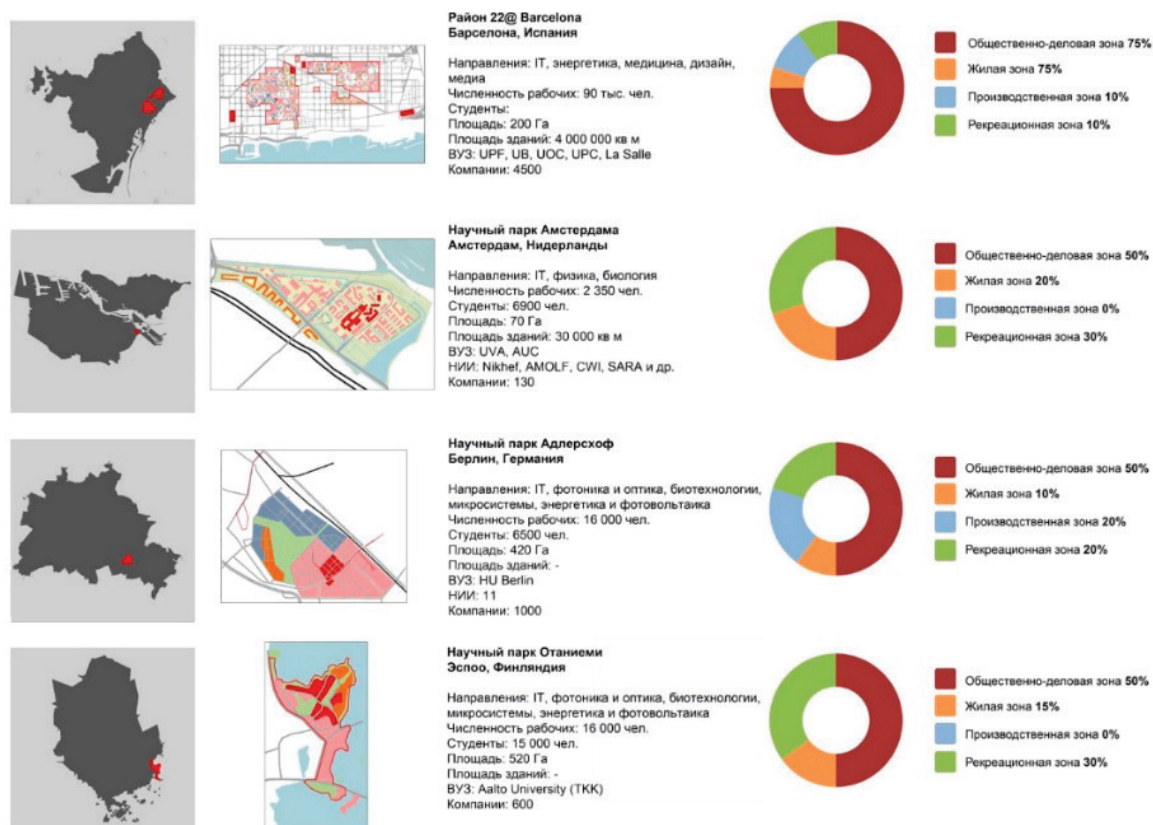 Район 22@ Barcelona
Барселона, Испания
Направления: IT, энергетика, медицина, дизайн,
медиа
Численность рабочих: 90 тыс. чел.
Студенты:
Площадь: 200 Га
Площадь зданий: 4 000 000 кв м
ВУЗ: UPF, UB, UOC, UPC, La Salle
Компании: 4500
Общественно-деловая зона 75%
Жилая зона 75%
Производственная зона 10%
Рекреационная зона 10%
Научный парк Амстердама
Амстердам, Нидерланды
Направления: IT, физика, биология
Численность рабочих: 2 350 чел.
Студенты: 6900 чел.
Площадь: 70 Га
Площадь зданий: 30 000 кв м
ВУЗ: UVA, AUC
НИИ: Nikhef, AMOLF, CWI, SARA и др.
Компании: 130
Общественно-деловая зона 50%
Жилая зона 20%
Производственная зона 0%
Рекреационная зона 30%
Научный парк Адлерсхоф
Берлин, Германия
Направления: IT, фотоника и оптика, биотехнологии,
микросистемы, энергетика и фотовольтаика
Численность рабочих: 16 000 чел.
Студенты: 6500 чел.
Площадь: 420 Га
Площадь зданий: -
ВУЗ: HU Berlin
НИИ: 11
Компании: 1000
Общественно-деловая зона 50%
Жилая зона 10%
Производственная зона 20%
Рекреационная зона 20%
Научный парк Отаниеми
Эспоо, Финляндия
Направления: IT, фотоника и оптика, биотехнологии,
микросистемы, энергетика и фотовольтаика
Численность рабочих: 16 000 чел.
Студенты: 15 000 чел.
Площадь: 520 Га
Площадь зданий: -
ВУЗ: Aalto University (TKK)
Компании: 600
Общественно-деловая зона 50%
Жилая зона 15%
Производственная зона 0%
Рекреационная зона 30%